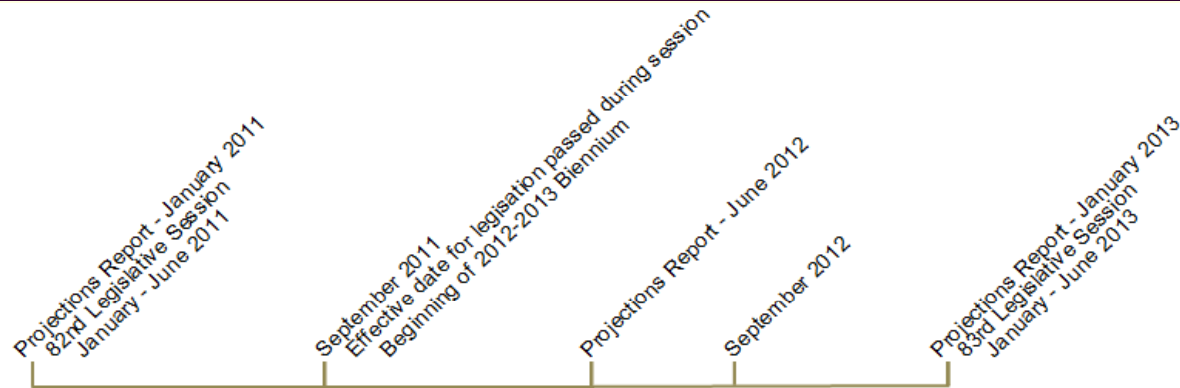 Projections Report - January 2011
82nd Legislative Session
January - June 2011
September 2011
Effective date for legisation passed during session
Beginning of 2012-2013 Biennium
Projections Report - June 2012
September 2012
Projections Report - January 2013
83rd Legislative Session
January - June 2013